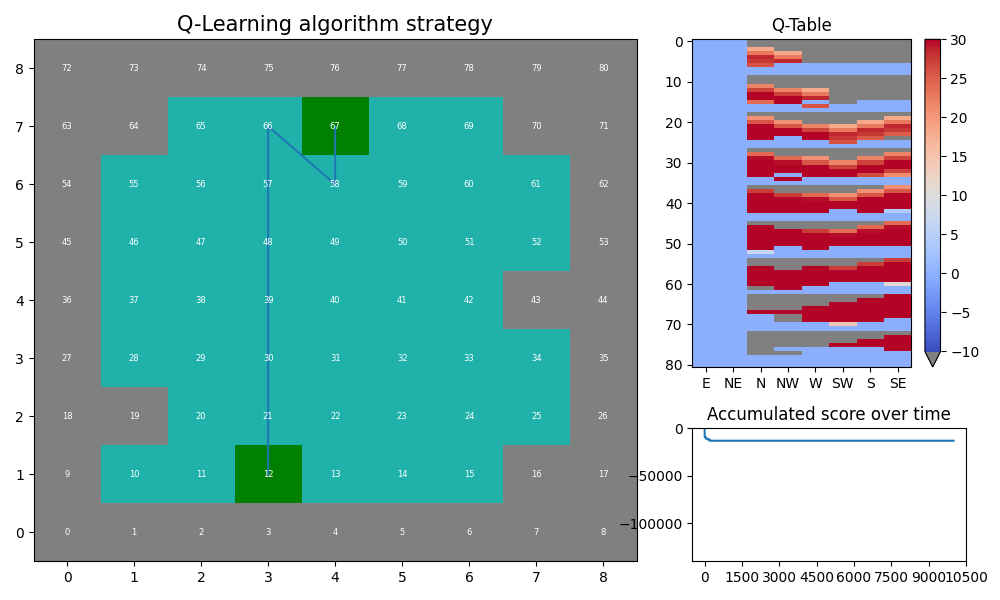 Q-Learning algorithm strategy
8 72 73 74 75 76 77 78 79 80
7 63 64 65 66 67 68 69 70 71
6 54 55 56 57 58 59 60 61 62
5 45 46 47 48 49 50 51 52 53
4 36 37 38 39 40 41 42 43 44
3 27 28 29 30 31 32 33 34 35
2 18 19 20 21 22 23 24 25 26
1 9 10 11 12 13 14 15 16 17
0 0 1 2 3 4 5 6 7 8
0 1 2 3 4 5 6 7 8
Q-Table
0
10
20
30
40
50
60
70
80
E NE N NW W SW S SE
30
25
20
15
10
5
0
−5
−10
Accumulated score over time
0
−50000
−100000
0 1500 3000 4500 6000 7500 9000 10500